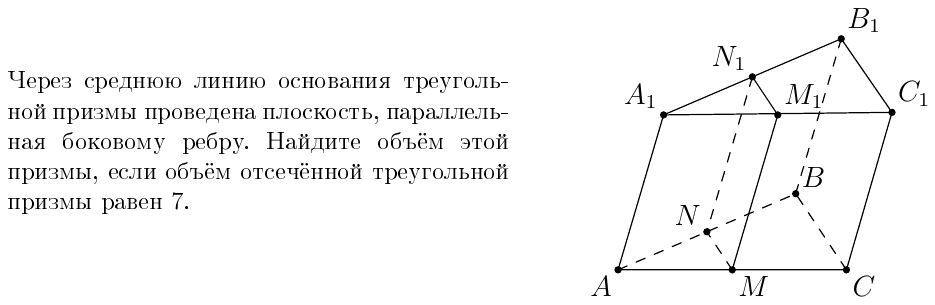 Через среднюю линию основания треуголь-
ной призмы проведена плоскость, параллель-
ная боковому ребру. Найдите объём этой
призмы, если объём отсечённой треугольной
призмы равен 7.
B₁
N₁
A₁
M₁
C₁
B
N
A
M
C